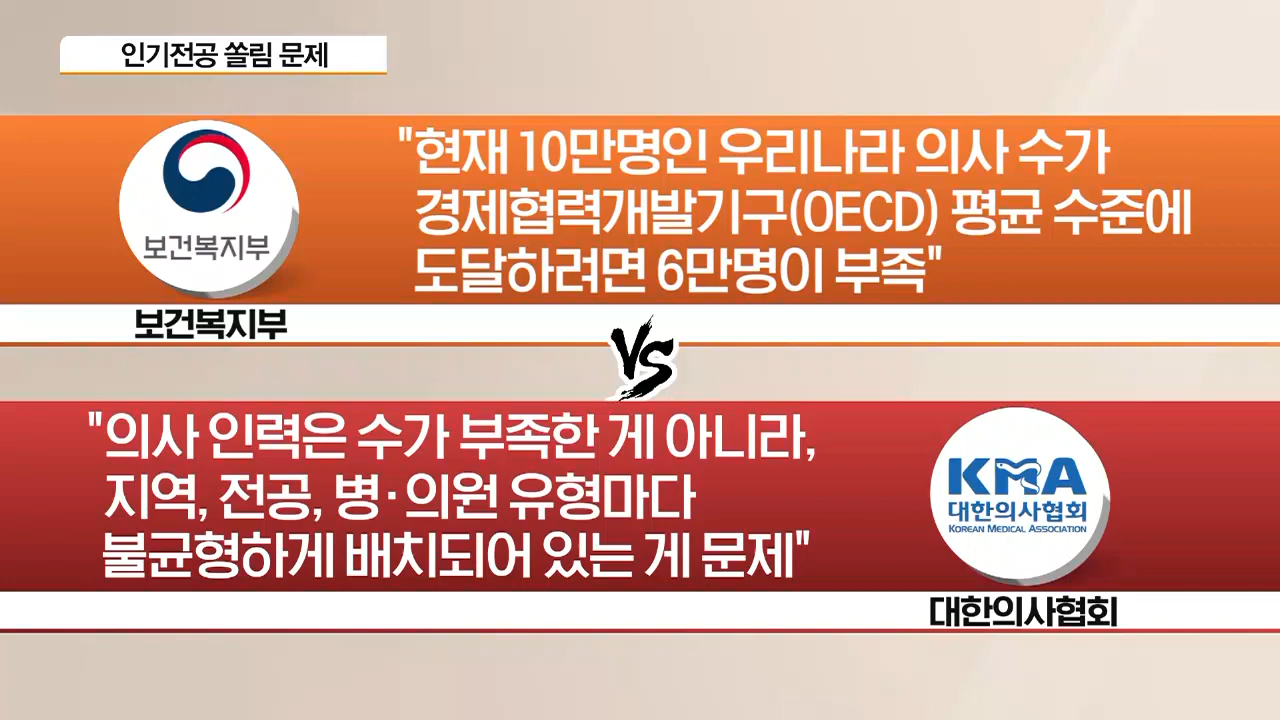 인기전공 쏠림 문제
"현재 10만명인 우리나라 의사 수가
경제협력개발기구(OECD) 평균 수준에
도달하려면 6만명이 부족"
보건복지부
보건복지부
VS
"의사 인력은 수가 부족한 게 아니라,
지역, 전공, 병·의원 유형마다
불균형하게 배치되어 있는 게 문제"
KMA
대한의사협회
KOREAN MEDICAL ASSOCIATION
대한의사협회